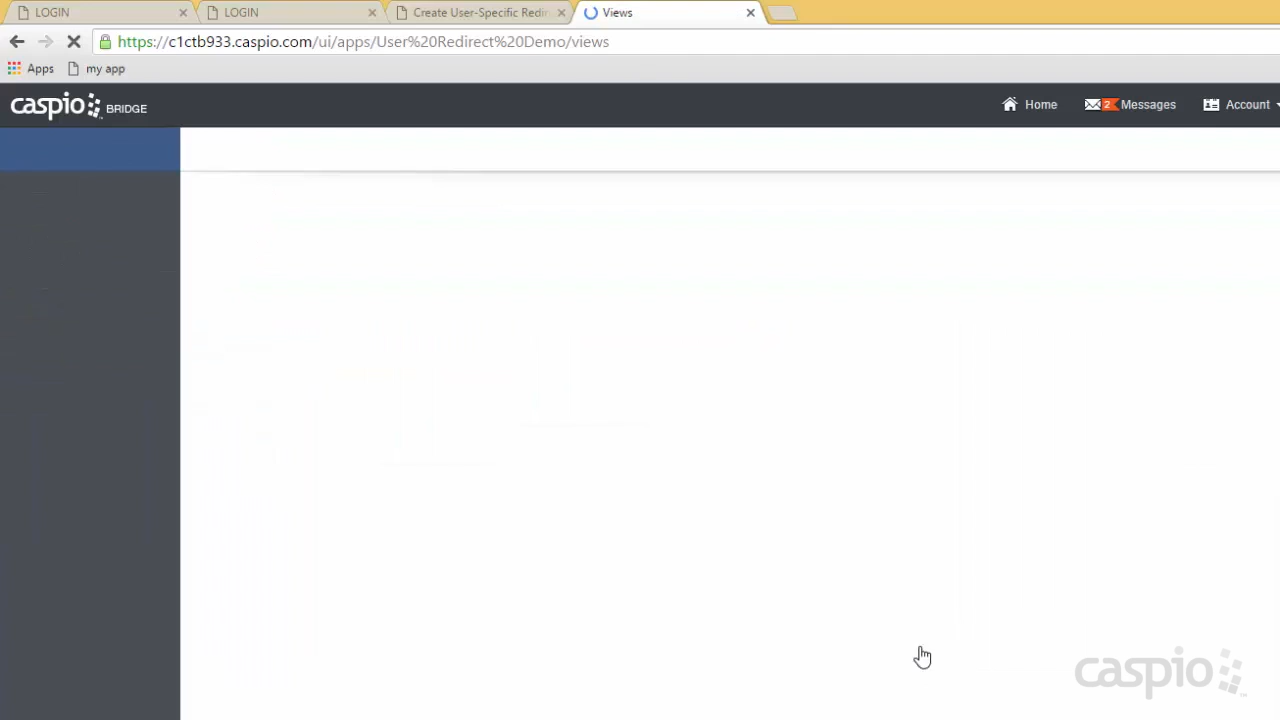 LOGIN
LOGIN
Create User-Specific Redir
Views
https://c1ctb933.caspio.com/ui/apps/User%20Redirect%20Demo/views
Apps
my app
caspio BRIDGE
Home
2 Messages
Account
caspio